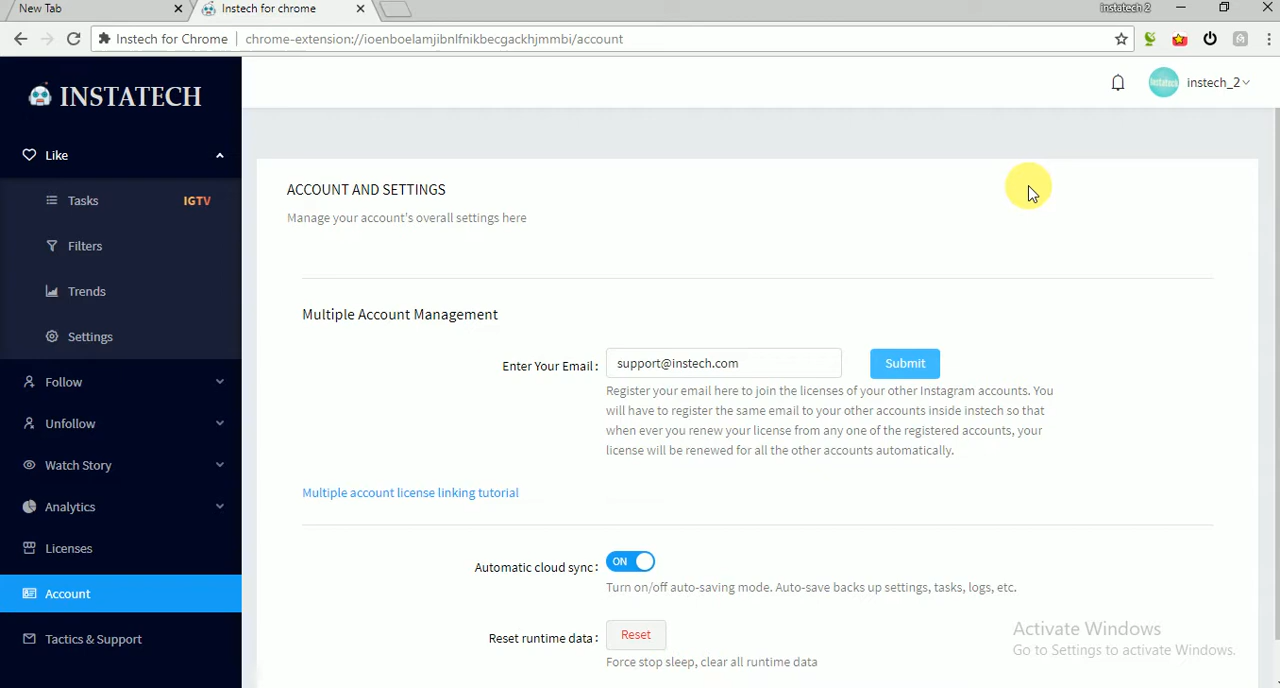 New Tab
Instech for chrome
instatech 2
Instech for Chrome
chrome-extension://ioenboelamjibnlfnikbecgackhjmmbi/account
INSTATECH
instech_2
Like
Tasks IGTV
Filters
Trends
Settings
Follow
Unfollow
Watch Story
Analytics
Licenses
Account
Tactics & Support
ACCOUNT AND SETTINGS
Manage your account's overall settings here
Multiple Account Management
Enter Your Email : support@instech.com Submit
Register your email here to join the licenses of your other Instagram accounts. You
will have to register the same email to your other accounts inside instech so that
when ever you renew your license from any one of the registered accounts, your
license will be renewed for all the other accounts automatically.
Multiple account license linking tutorial
Automatic cloud sync : ON
Turn on/off auto-saving mode. Auto-save backs up settings, tasks, logs, etc.
Reset runtime data : Reset
Force stop sleep, clear all runtime data
Activate Windows
Go to Settings to activate Windows.